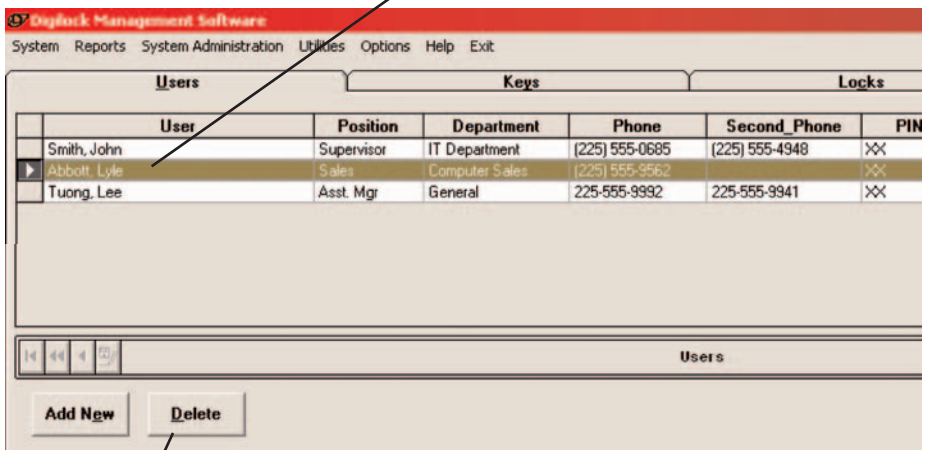 Digilock Management Software
System Reports System Administration Utilities Options Help Exit
Users Keys Locks
User Position Department Phone Second_Phone PIN
Smith, John Supervisor IT Department (225) 555-0685 (225) 555-4948 XX
Abbott, Lyle Sales Computer Sales (225) 555-9562 XX
Tuong, Lee Asst. Mgr General 225-555-9992 225-555-9941 XX
Users
Add New Delete